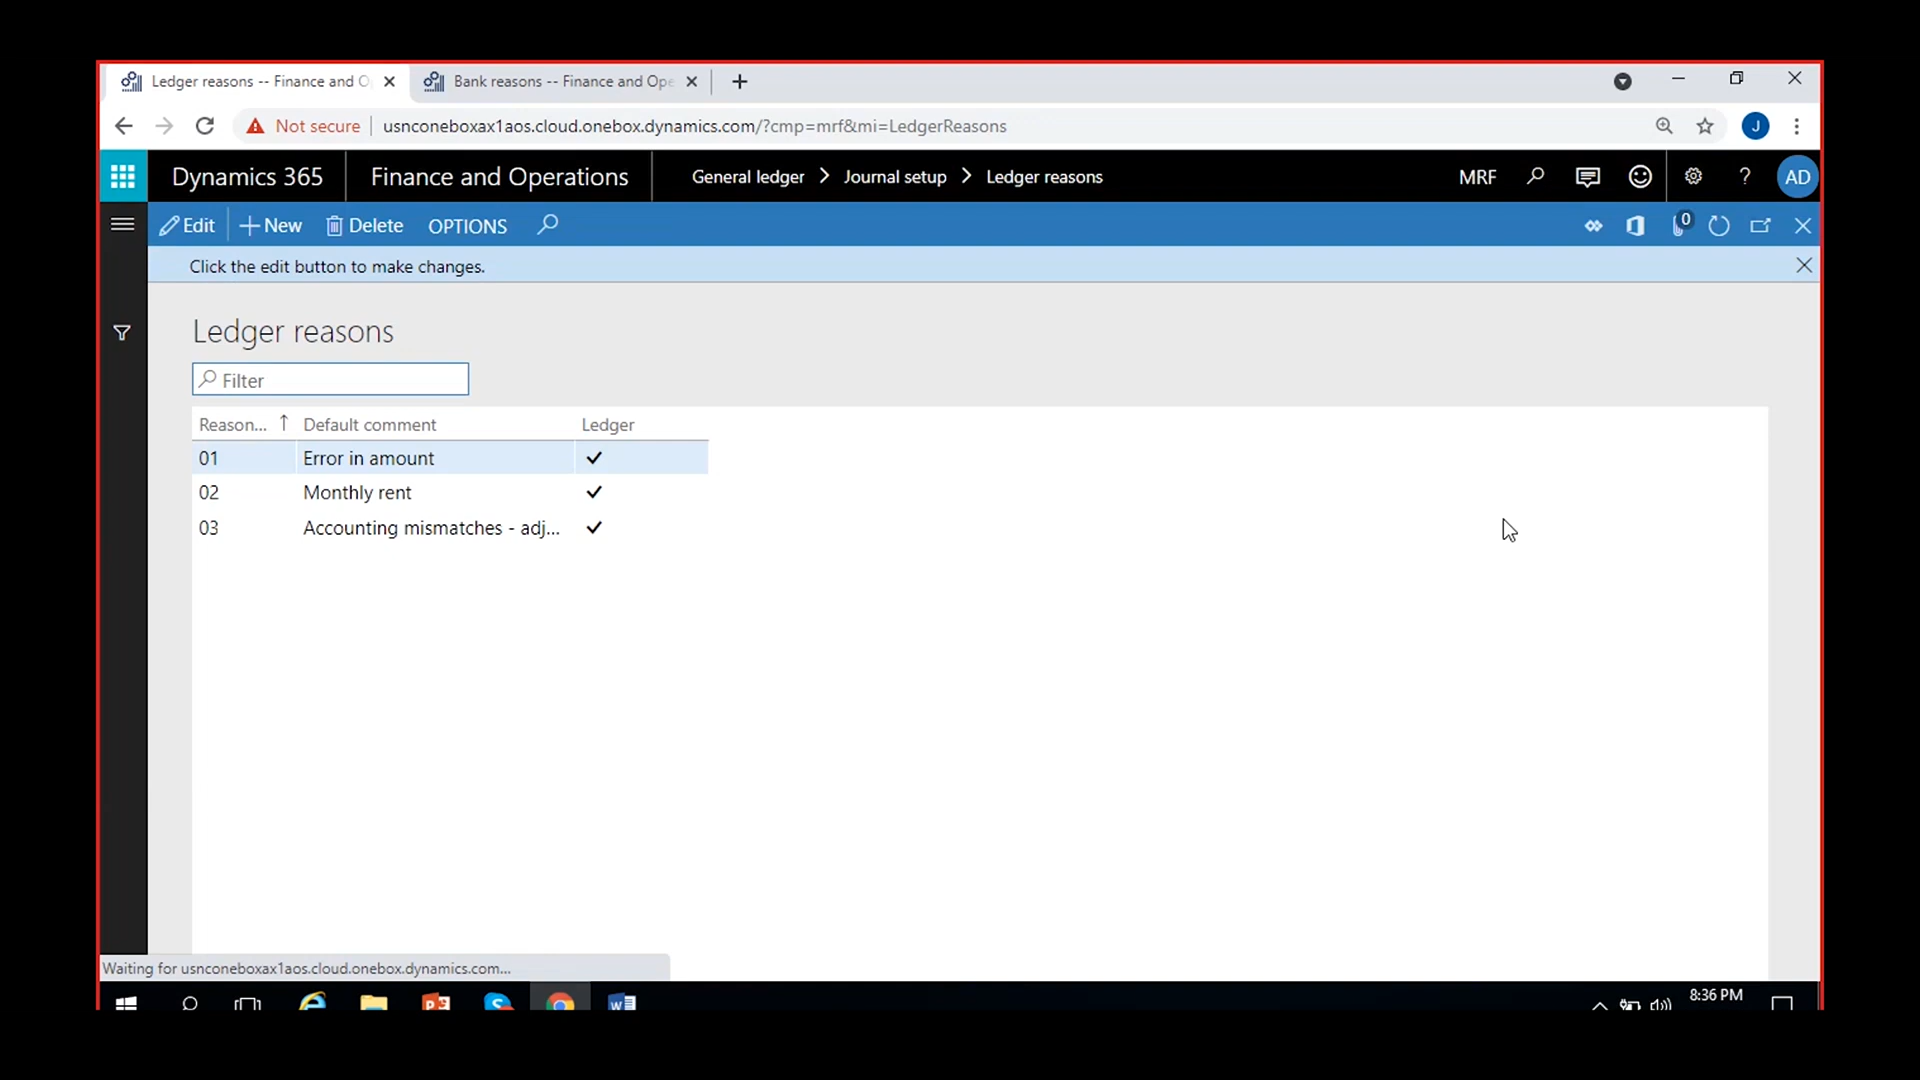 Ledger reasons -- Finance and O
Bank reasons -- Finance and Ope
Not secure
usnconeboxax1aos.cloud.onebox.dynamics.com/?cmp=mrf&mi=LedgerReasons
J
Dynamics 365
Finance and Operations
General ledger > Journal setup > Ledger reasons
MRF
?
AD
Edit
New
Delete
OPTIONS
0
Click the edit button to make changes.
Ledger reasons
Filter
Reason... ↑ Default comment Ledger
01 Error in amount ✓
02 Monthly rent ✓
03 Accounting mismatches - adj... ✓
Waiting for usnconeboxax1aos.cloud.onebox.dynamics.com...
8:36 PM